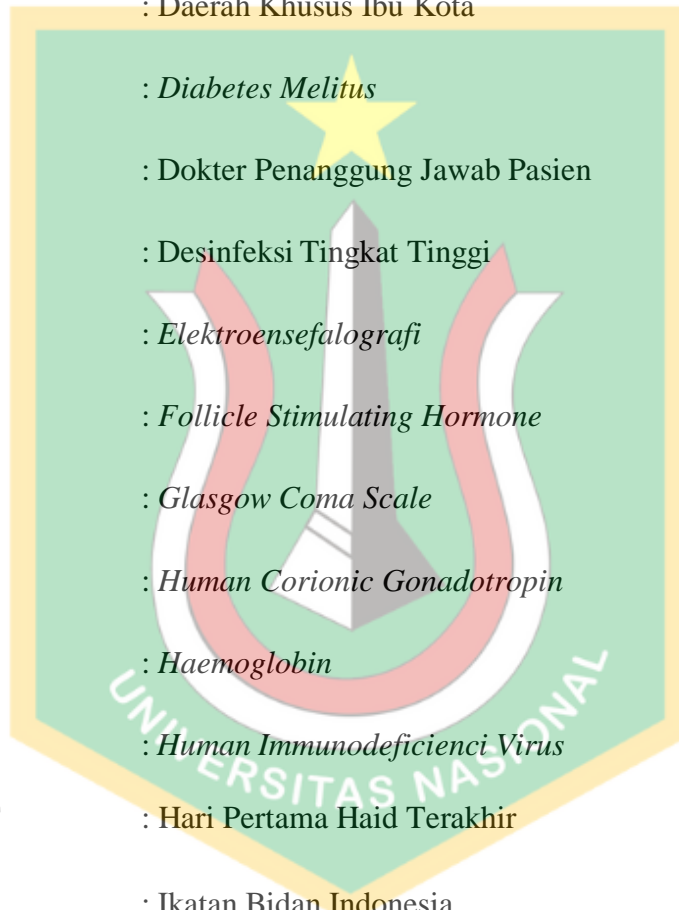 : Daerah Khusus Ibu Kota
: Diabetes Melitus
: Dokter Penanggung Jawab Pasien
: Desinfeksi Tingkat Tinggi
: Elektroensefalografi
: Follicle Stimulating Hormone
: Glasgow Coma Scale
: Human Corionic Gonadotropin
: Haemoglobin
: Human Immunodeficienci Virus
: Hari Pertama Haid Terakhir
: Ikatan Bidan Indonesia
UNIVERSITAS NASIONAL